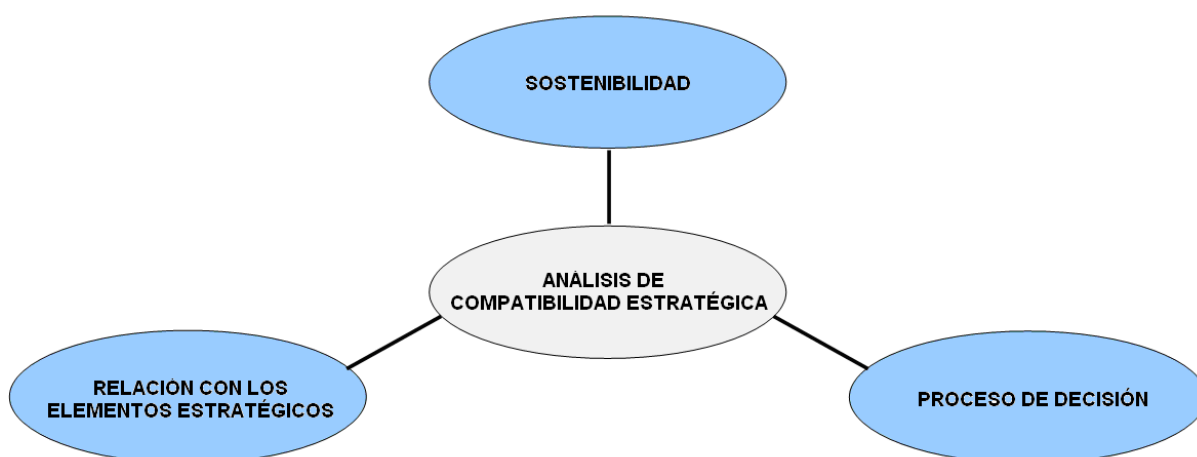 SOSTENIBILIDAD
ANÁLISIS DE
COMPATIBILIDAD ESTRATÉGICA
RELACIÓN CON LOS
ELEMENTOS ESTRATÉGICOS
PROCESO DE DECISIÓN